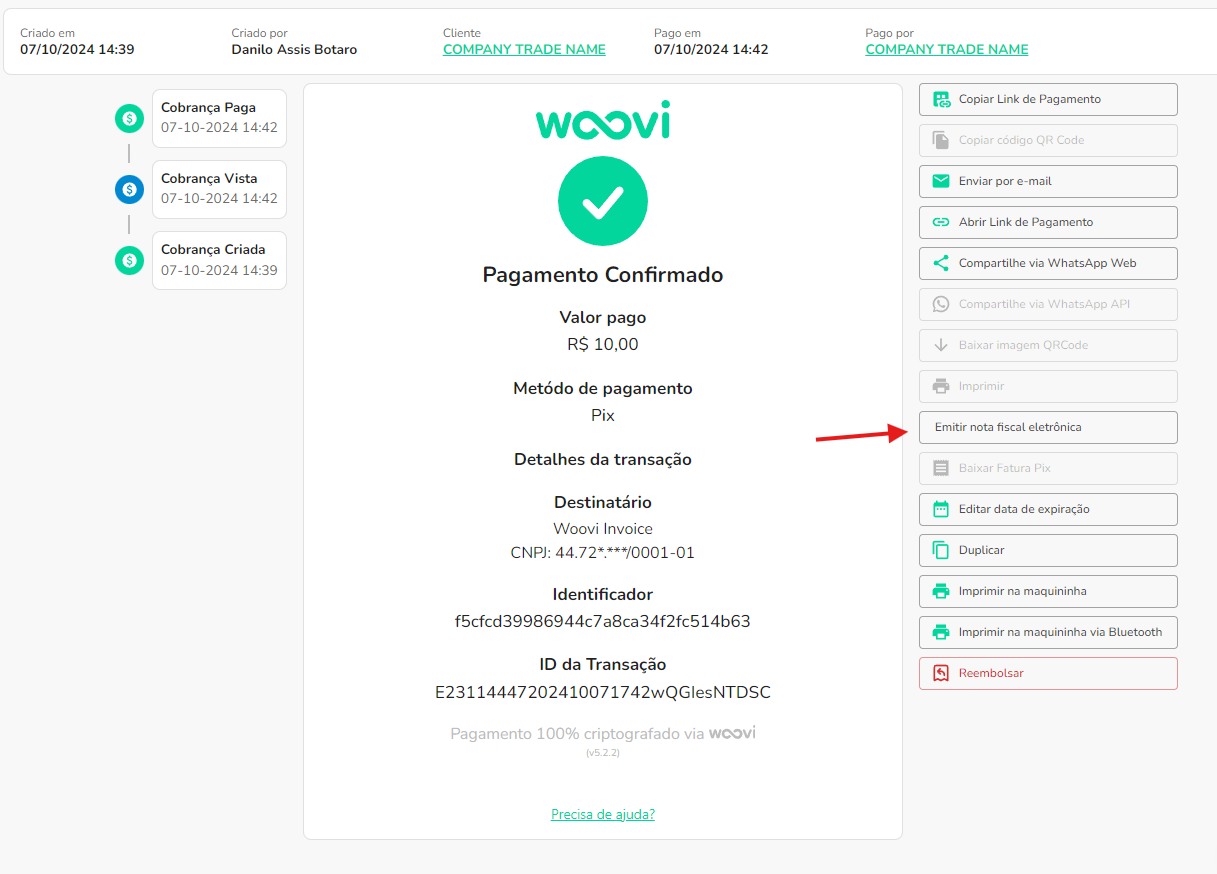 Criado em
07/10/2024 14:39
Criado por
Danilo Assis Botaro
Cliente
COMPANY TRADE NAME
Pago em
07/10/2024 14:42
Pago por
COMPANY TRADE NAME
Cobrança Paga
07-10-2024 14:42
Cobrança Vista
07-10-2024 14:42
Cobrança Criada
07-10-2024 14:39
woovi
Pagamento Confirmado
Valor pago
R$ 10,00
Metódo de pagamento
Pix
Detalhes da transação
Destinatário
Woovi Invoice
CNPJ: 44.72*.***/0001-01
Identificador
f5cfcd39986944c7a8ca34f2fc514b63
ID da Transação
E23114447202410071742wQGlesNTDSC
Pagamento 100% criptografado via woovi
(v5.2.2)
Precisa de ajuda?
Copiar Link de Pagamento
Copiar código QR Code
Enviar por e-mail
Abrir Link de Pagamento
Compartilhe via WhatsApp Web
Compartilhe via WhatsApp API
Baixar imagem QRCode
Imprimir
Emitir nota fiscal eletrônica
Baixar Fatura Pix
Editar data de expiração
Duplicar
Imprimir na maquininha
Imprimir na maquininha via Bluetooth
Reembolsar